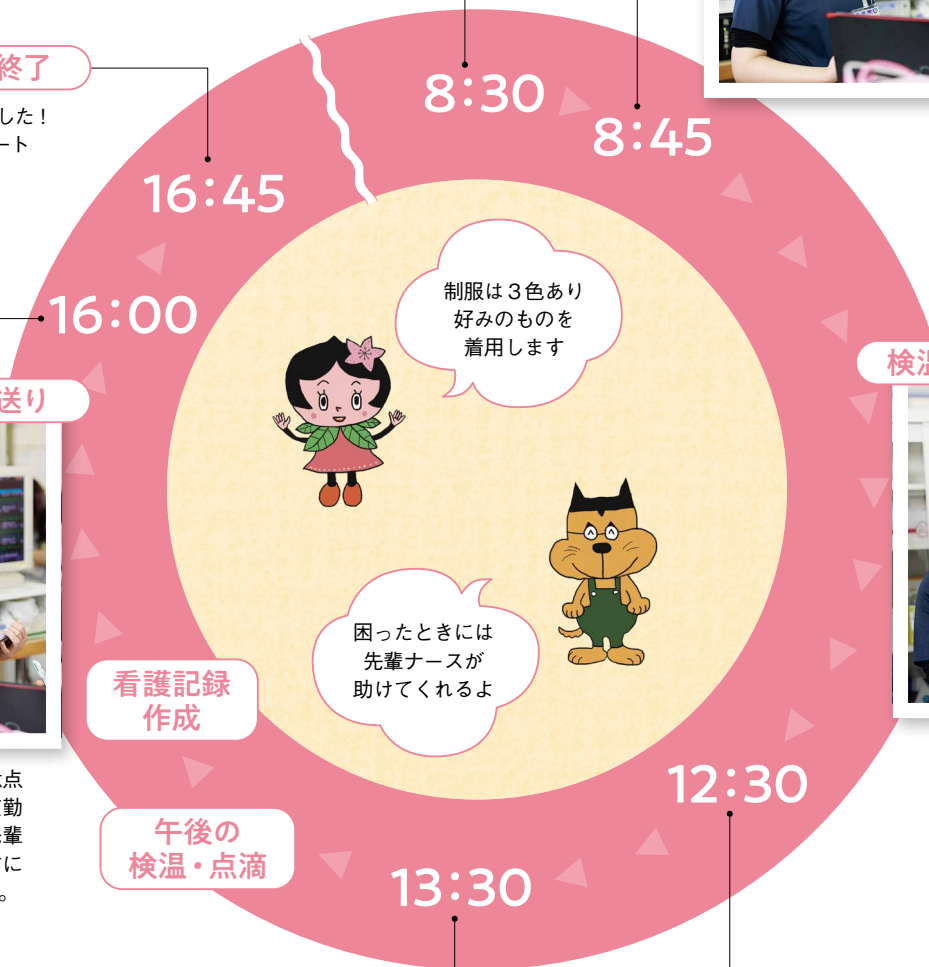 終了
した！
ート
8:30
8:45
16:45
16:00
制服は３色あり
好みのものを
着用します
検温
送り
困ったときには
先輩ナースが
助けてくれるよ
看護記録
作成
12:30
点
勤
輩
に
。
午後の
検温・点滴
13:30